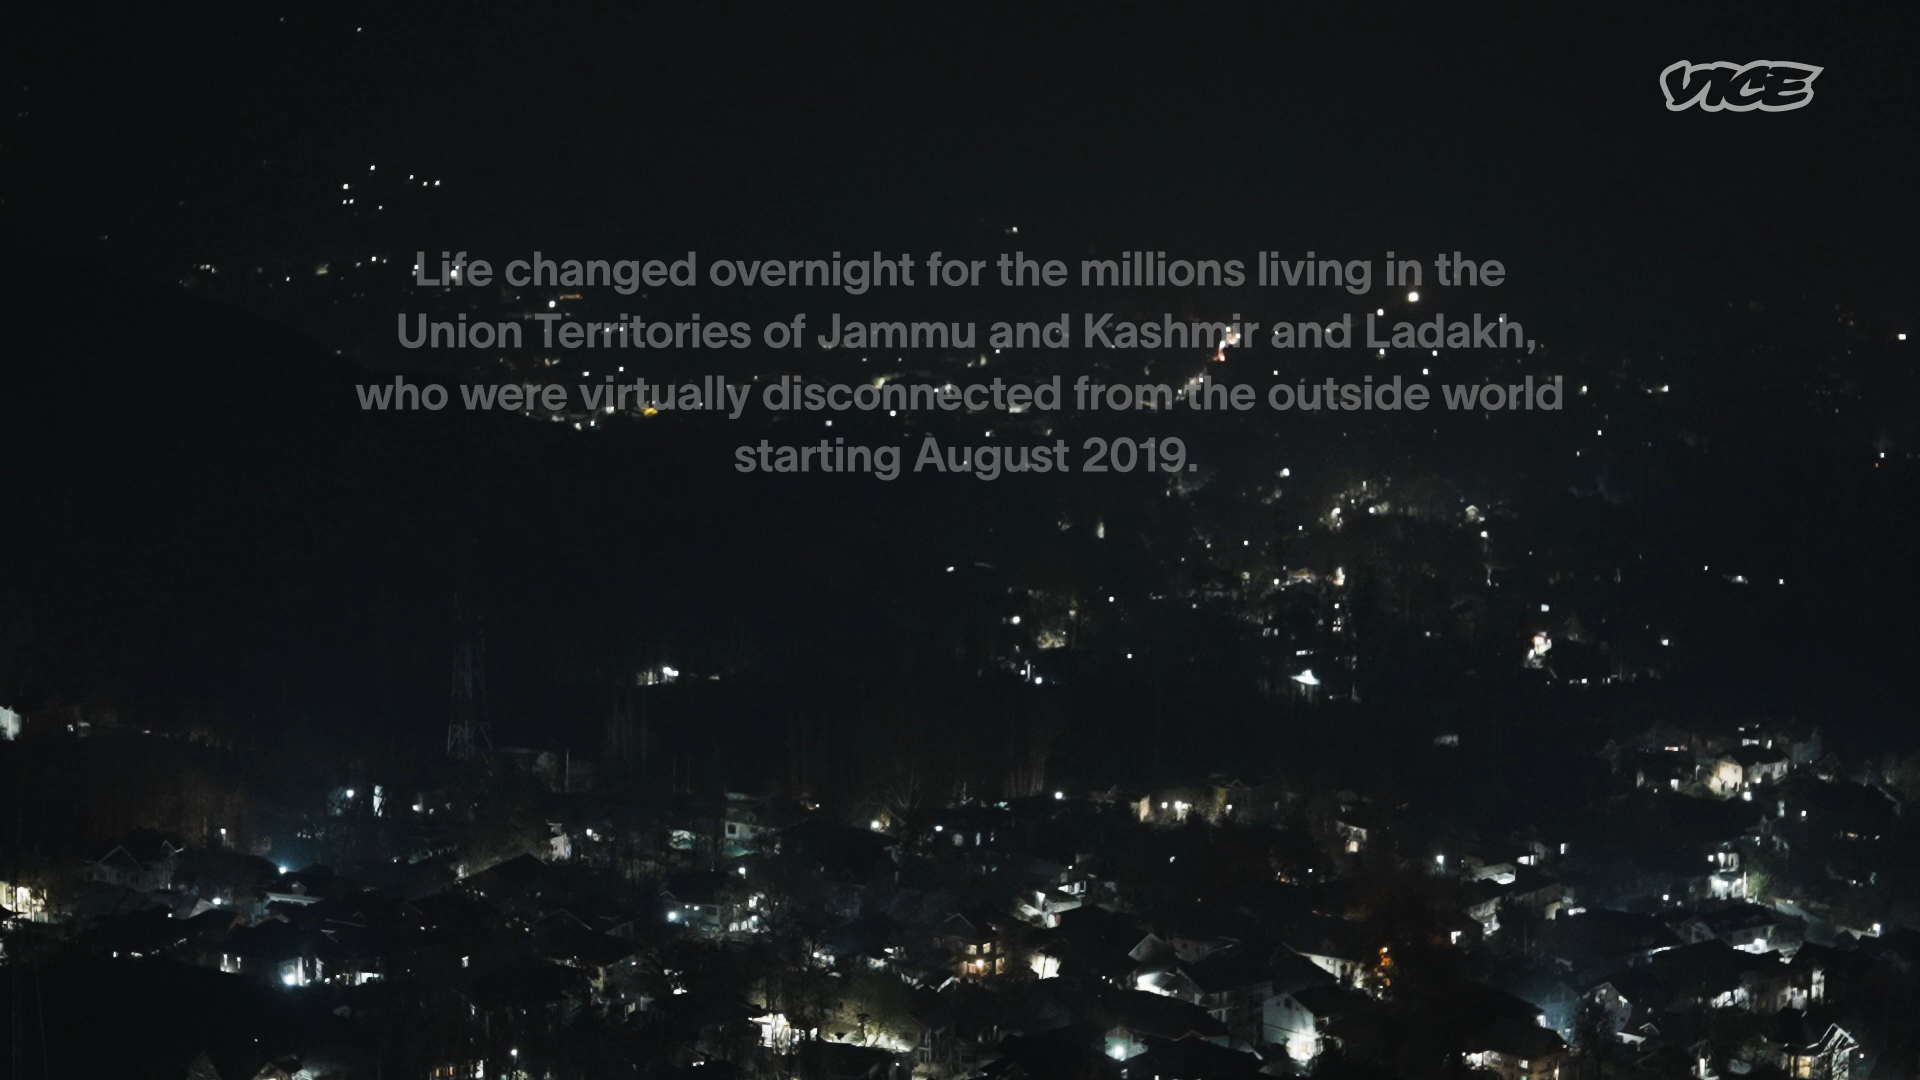 VICE
Life changed overnight for the millions living in the
Union Territories of Jammu and Kashmir and Ladakh,
who were virtually disconnected from the outside world
starting August 2019.